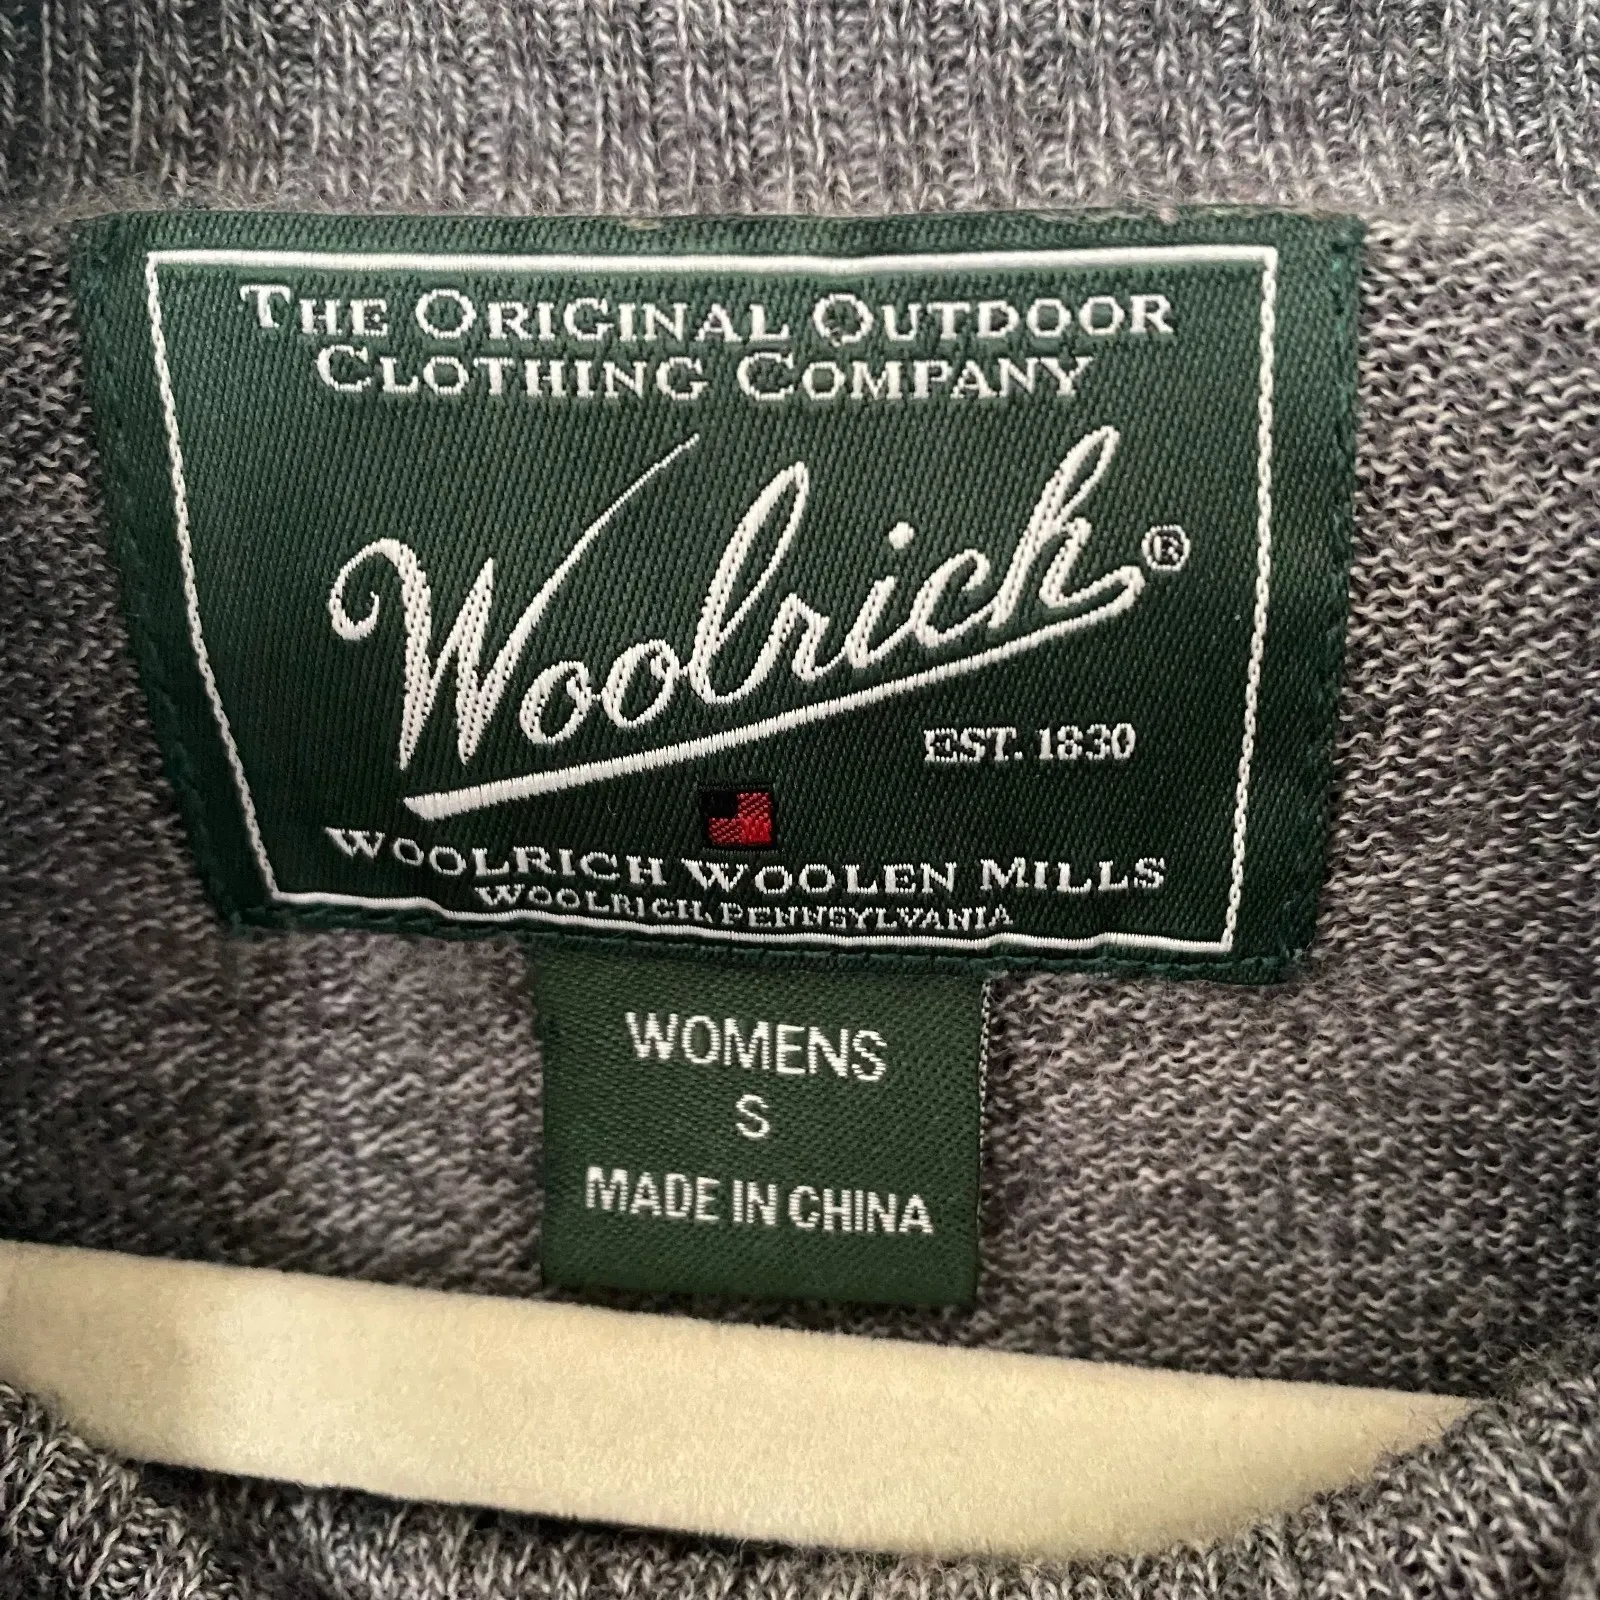 THE ORIGINAL OUTDOOR
CLOTHING COMPANY
Woolrich®
EST. 1830
WOOLRICH WOOLEN MILLS
WOOLRICH, PENNSYLVANIA
WOMENS
S
MADE IN CHINA